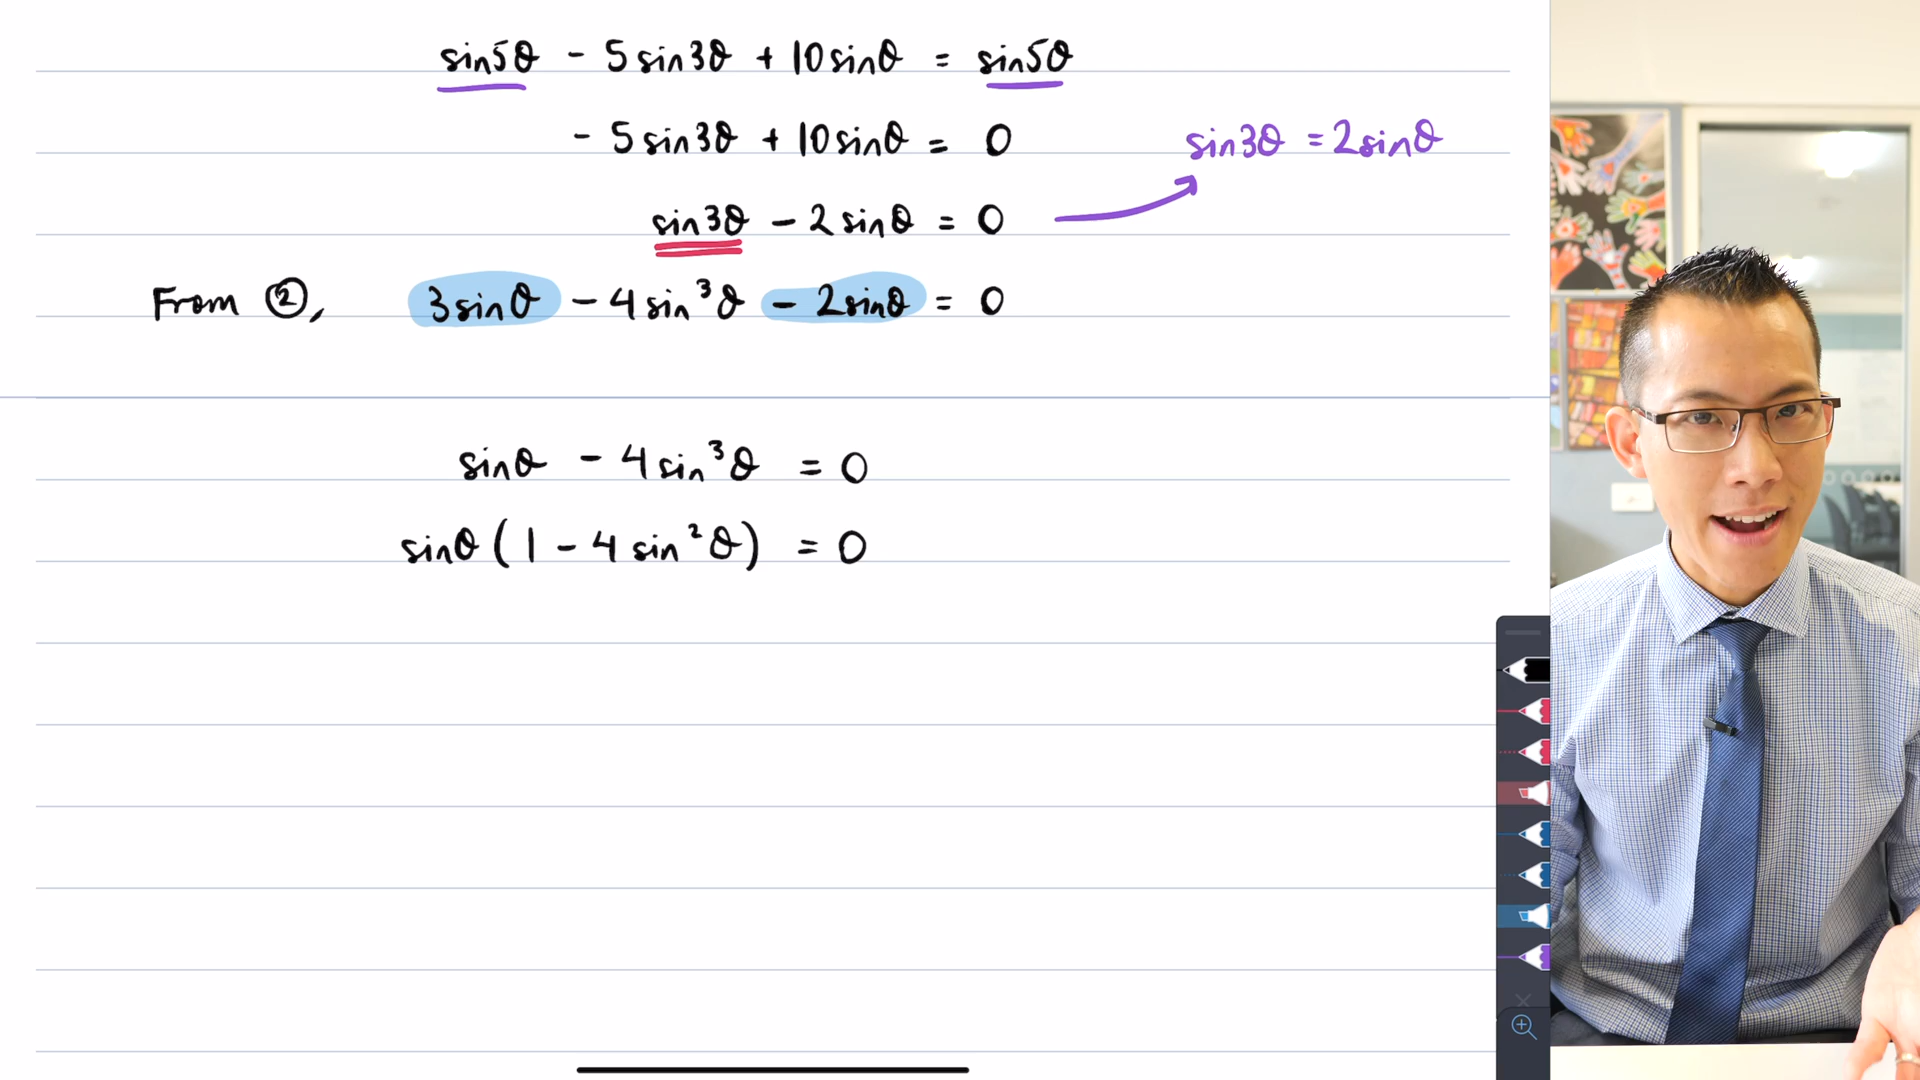 sin5θ - 5sin3θ + 10sinθ = sin5θ
- 5sin3θ + 10sinθ = 0
sin3θ = 2sinθ
sin3θ - 2sinθ = 0
From ②, 3sinθ - 4sin³θ - 2sinθ = 0
sinθ - 4sin³θ = 0
sinθ(1 - 4sin²θ) = 0